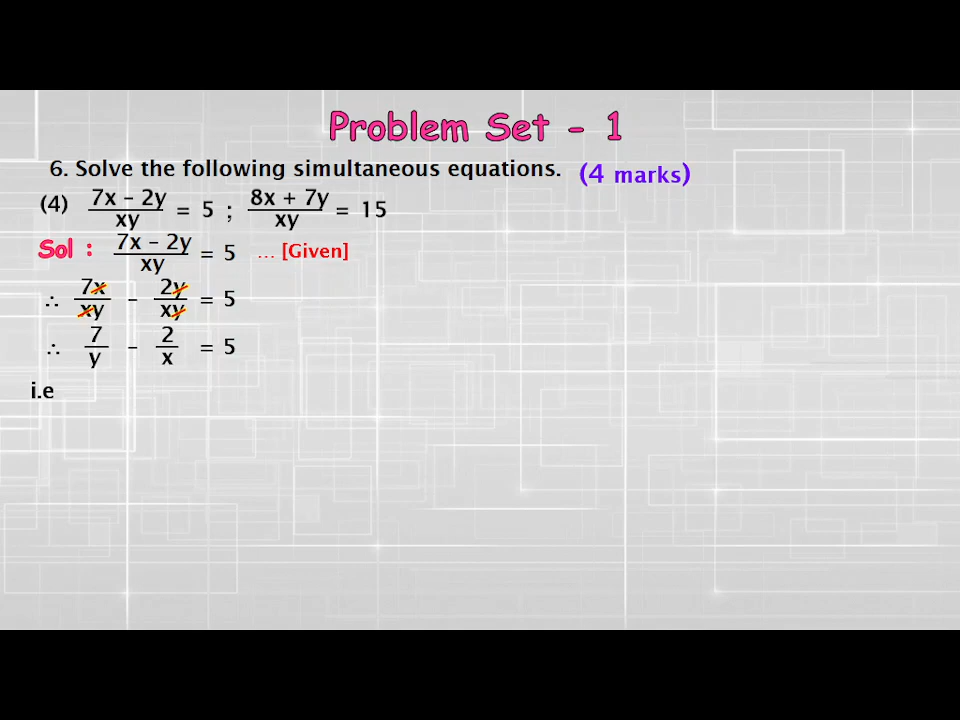 Problem Set - 1
6. Solve the following simultaneous equations. (4 marks)
(4) 7x – 2y / xy = 5 ; 8x + 7y / xy = 15
Sol : 7x – 2y / xy = 5 ... [Given]
∴ 7x / xy – 2y / xy = 5
∴ 7 / y – 2 / x = 5
i.e